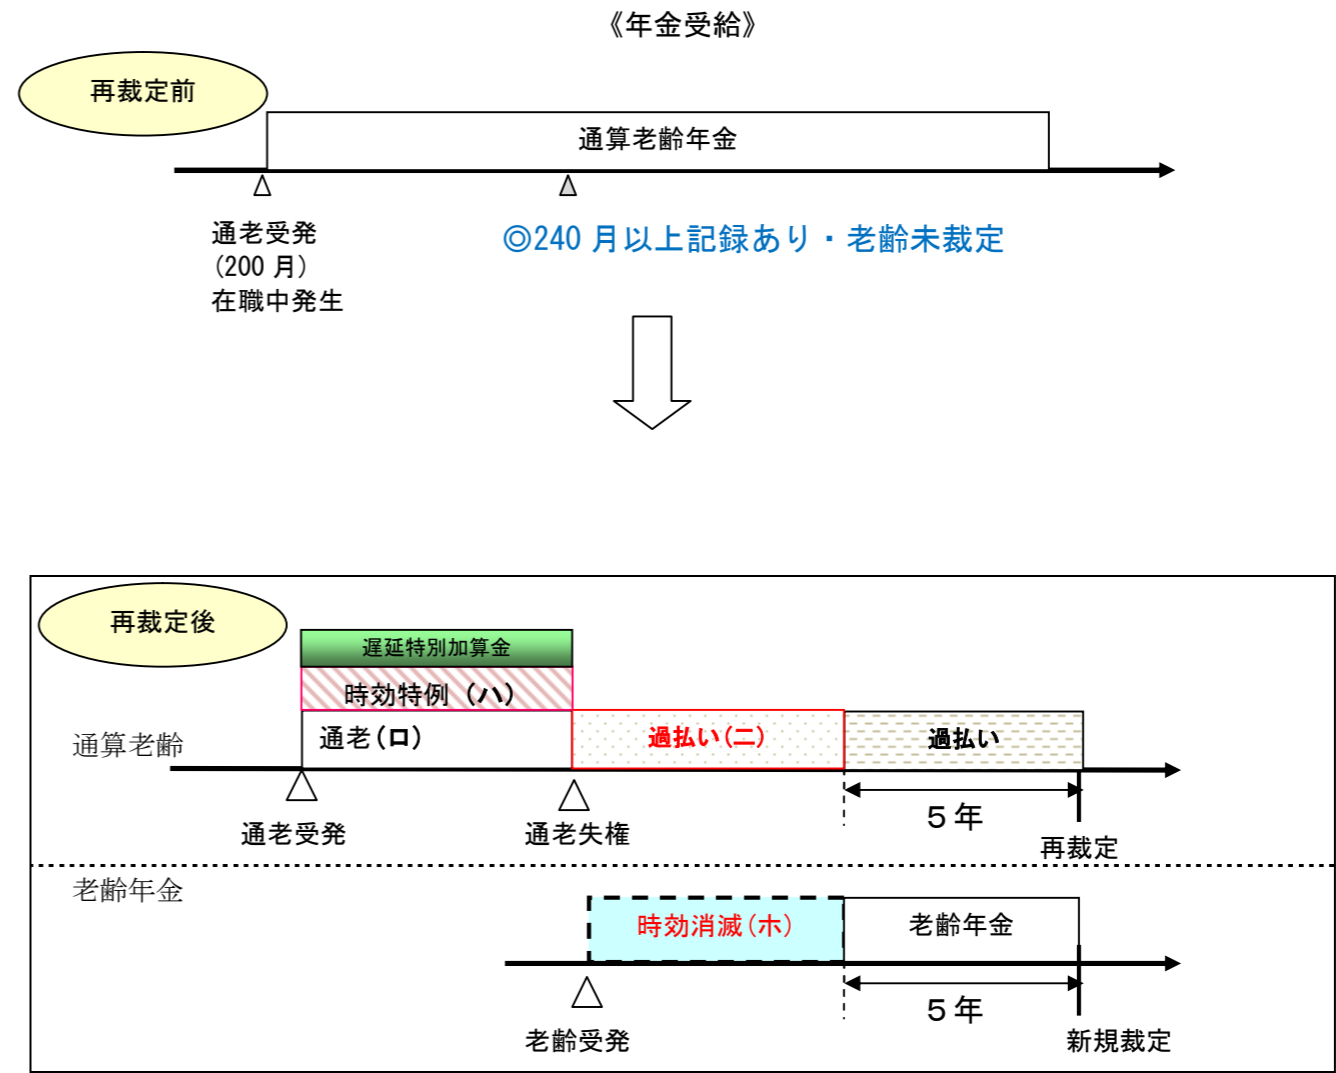 《年金受給》
再裁定前
通算老齢年金
通老受発
(200 月)
在職中発生
◎240 月以上記録あり・老齢未裁定
再裁定後
遅延特別加算金
時効特例（ハ）
通算老齢
通老(ロ)
過払い(ニ)
過払い
通老受発
通老失権
５年
再裁定
老齢年金
時効消滅(ホ)
老齢年金
老齢受発
５年
新規裁定